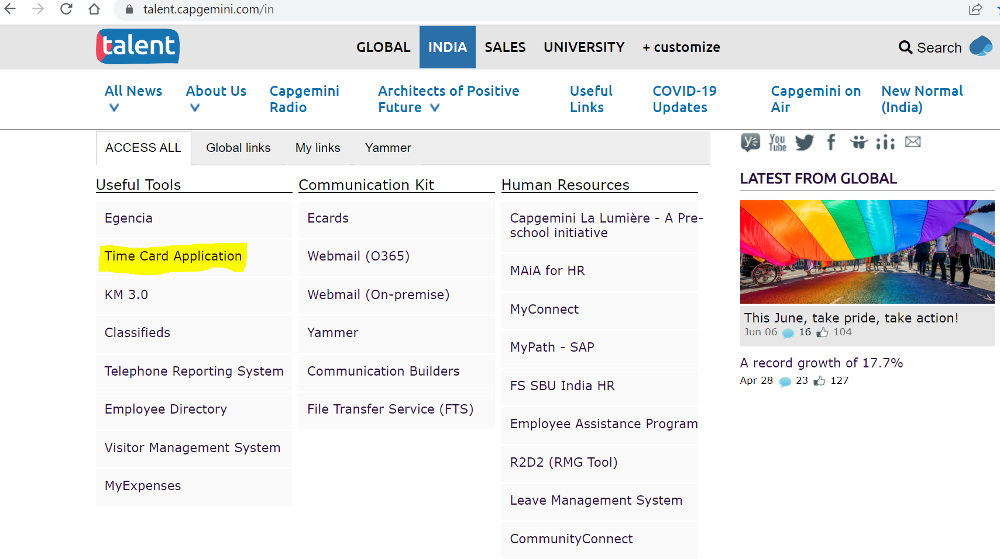 talent.capgemini.com/in
talent
GLOBAL
INDIA
SALES
UNIVERSITY
+ customize
Search
All News
About Us
Capgemini
Radio
Architects of Positive
Future
Useful
Links
COVID-19
Updates
Capgemini on
Air
New Normal
(India)
ACCESS ALL
Global links
My links
Yammer
Useful Tools
Egencia
Time Card Application
KM 3.0
Classifieds
Telephone Reporting System
Employee Directory
Visitor Management System
MyExpenses
Communication Kit
Ecards
Webmail (O365)
Webmail (On-premise)
Yammer
Communication Builders
File Transfer Service (FTS)
Human Resources
Capgemini La Lumière - A Pre-
school initiative
MAiA for HR
MyConnect
MyPath - SAP
FS SBU India HR
Employee Assistance Program
R2D2 (RMG Tool)
Leave Management System
CommunityConnect
You
Tube
LATEST FROM GLOBAL
This June, take pride, take action!
Jun 06 16 104
A record growth of 17.7%
Apr 28 23 127